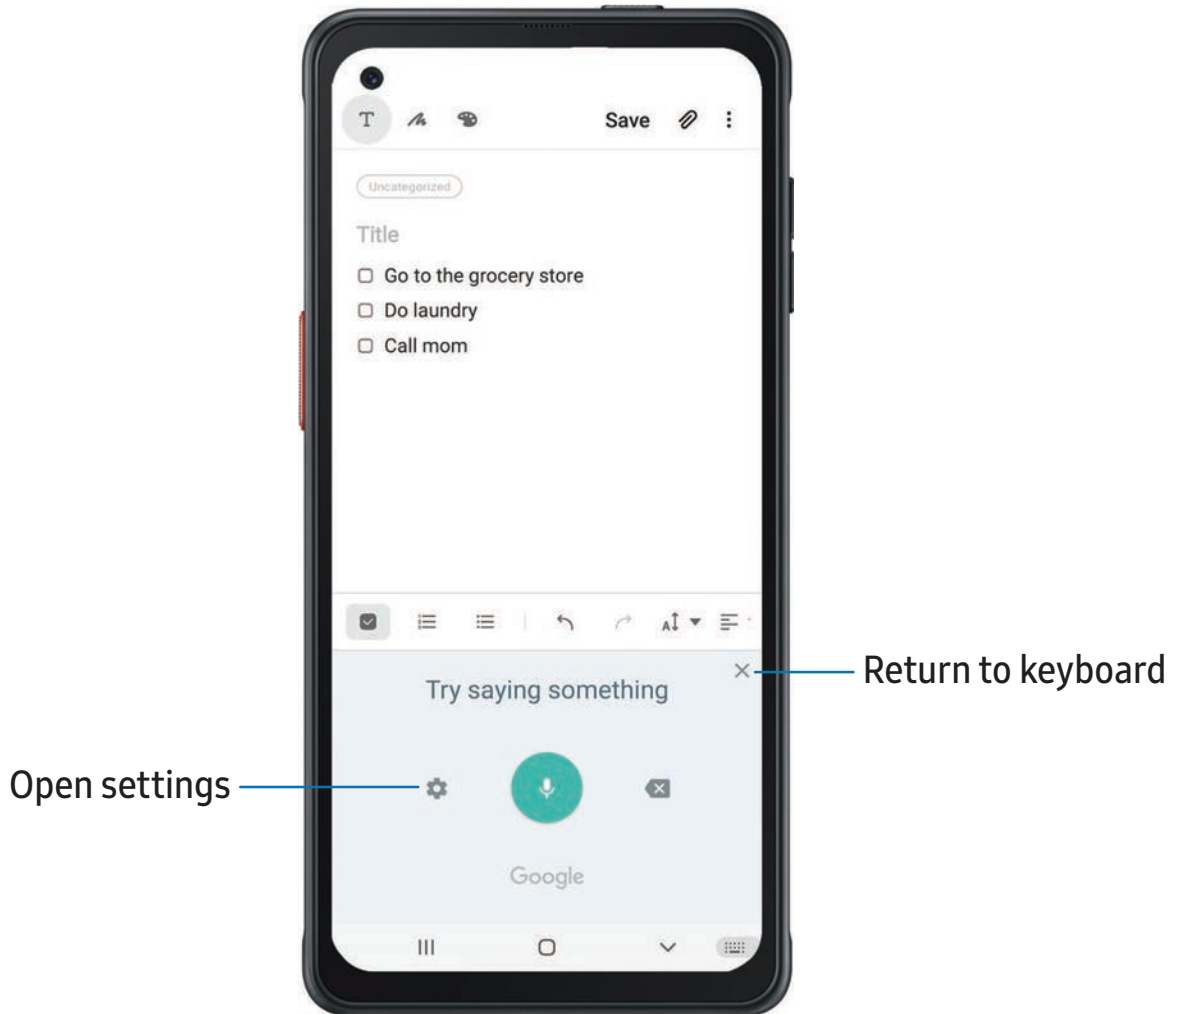 T
Save
Uncategorized
Title
Go to the grocery store
Do laundry
Call mom
A
Return to keyboard
Try saying something
Open settings
Google